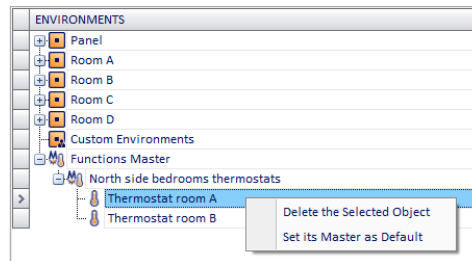 ENVIRONMENTS
Panel
Room A
Room B
Room C
Room D
Custom Environments
Functions Master
North side bedrooms thermostats
Thermostat room A
Thermostat room B
Delete the Selected Object
Set its Master as Default